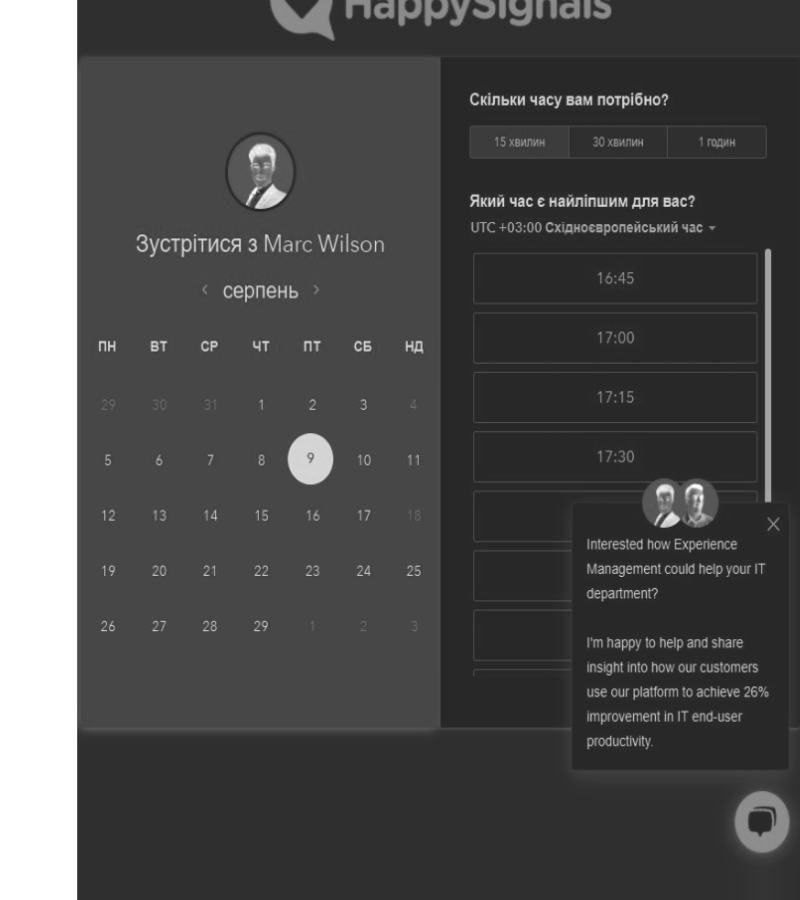 HappySignals
Зустрітися з Marc Wilson
серпень
ПН ВТ СР ЧТ ПТ СБ НД
29 30 31 1 2 3 4
5 6 7 8 9 10 11
12 13 14 15 16 17 18
19 20 21 22 23 24 25
26 27 28 29 1 2 3
Скільки часу вам потрібно?
15 хвилин 30 хвилин 1 годин
Який час є найліпшим для вас?
UTC +03:00 Східноєвропейський час
16:45
17:00
17:15
17:30
Interested how Experience
Management could help your IT
department?
I'm happy to help and share
insight into how our customers
use our platform to achieve 26%
improvement in IT end-user
productivity.